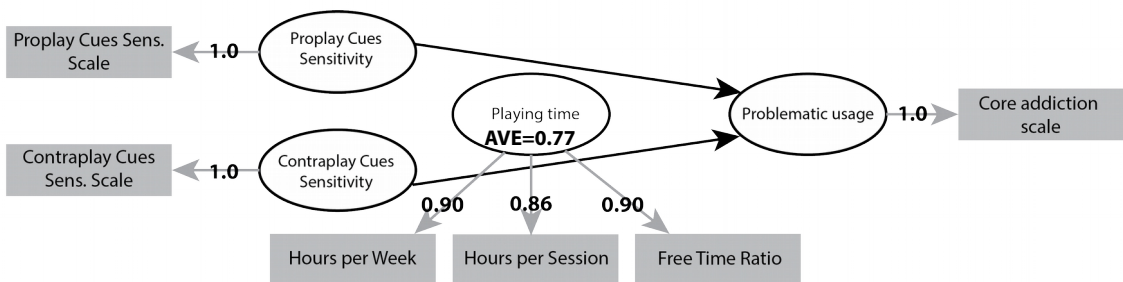 Proplay Cues Sens.
Scale
1.0
Proplay Cues
Sensitivity
Playing time
AVE=0.77
Problematic usage
1.0
Core addiction
scale
Contraplay Cues
Sens. Scale
1.0
Contraplay Cues
Sensitivity
0.90
0.86
0.90
Hours per Week
Hours per Session
Free Time Ratio